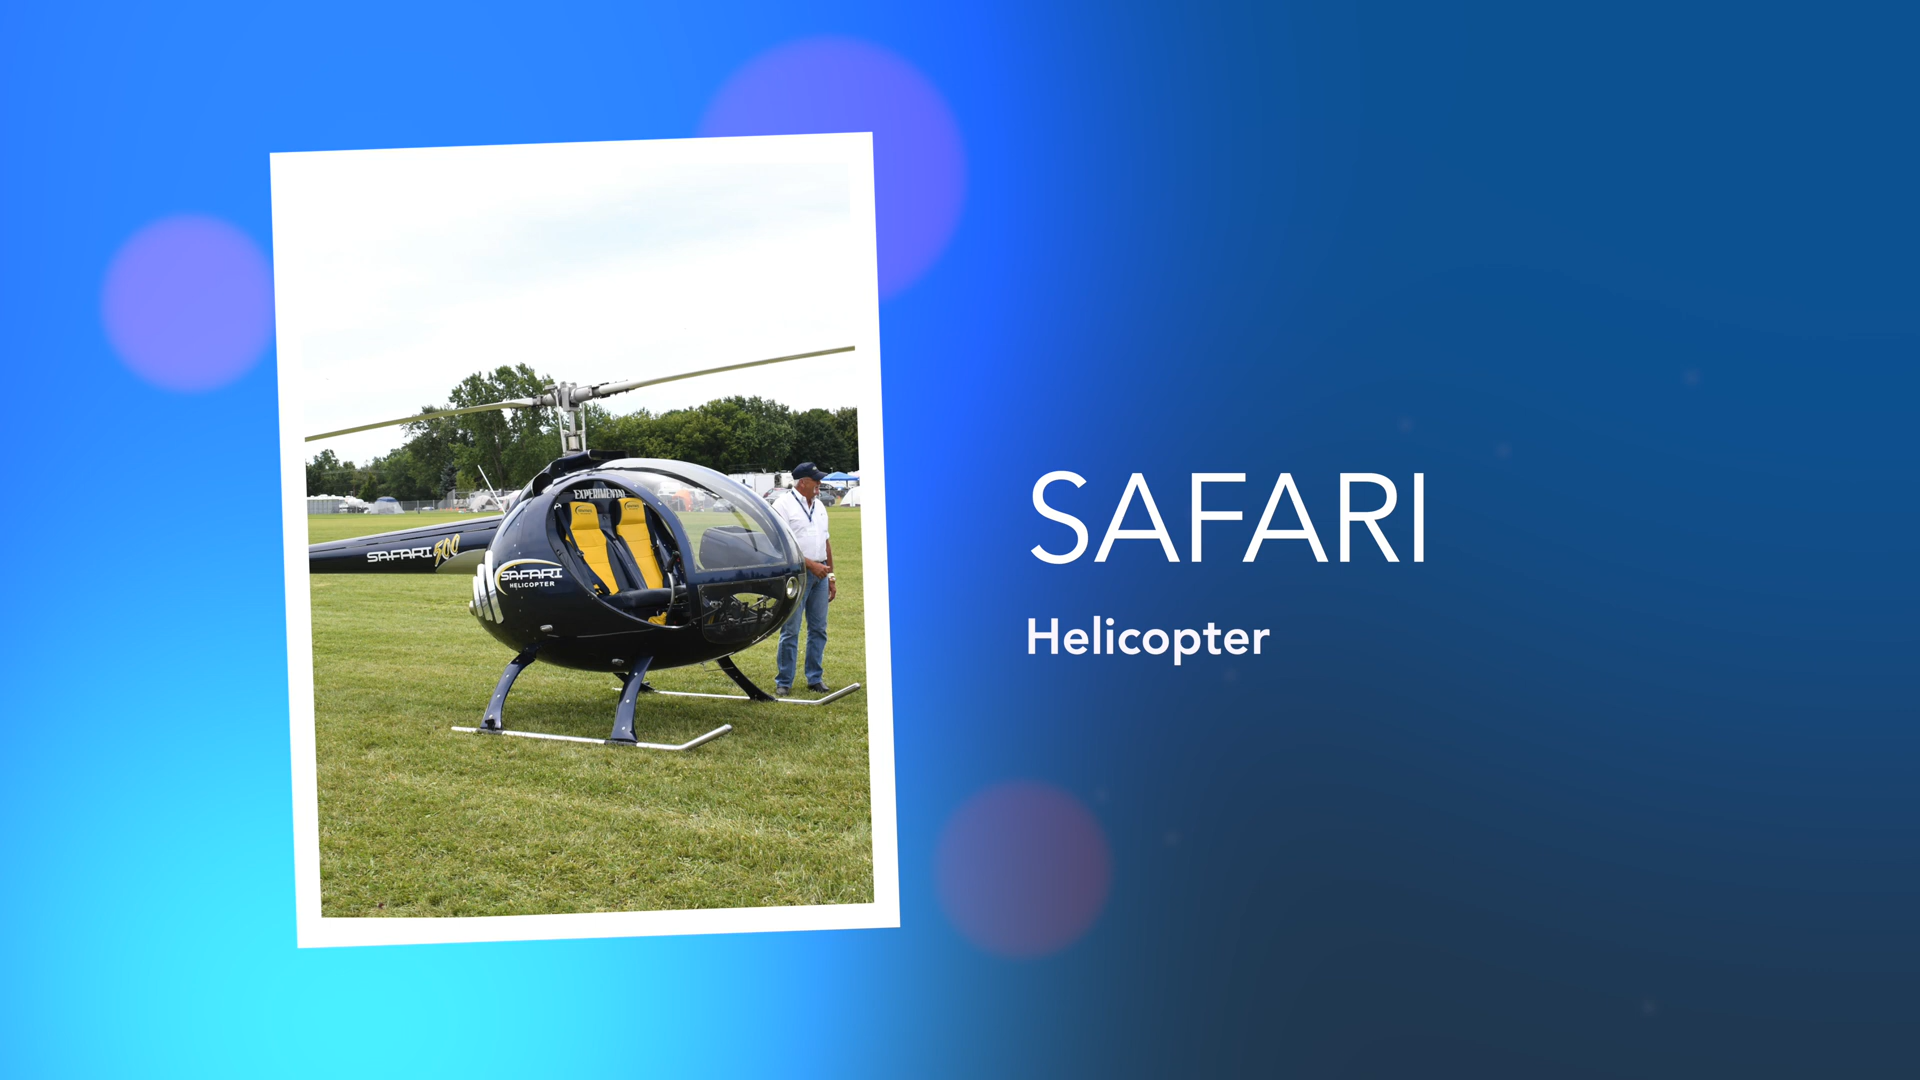 EXPERIMENTAL
SAFARI 500
SAFARI
HELICOPTER
SAFARI
Helicopter